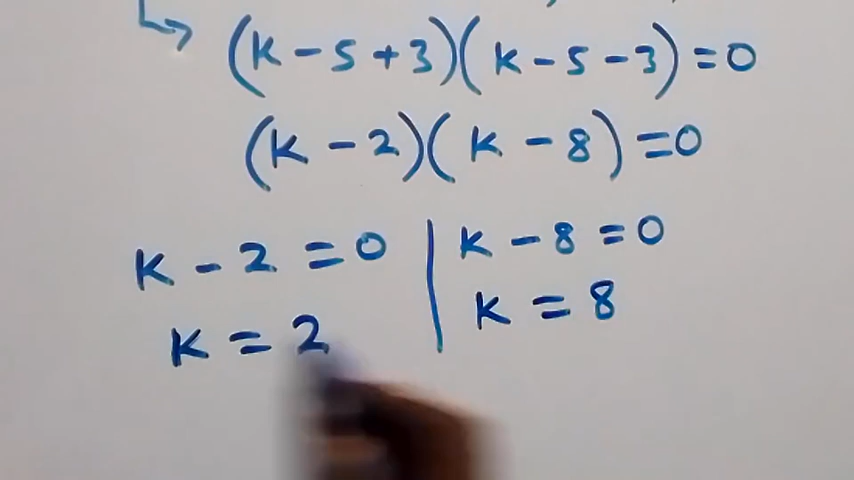 (k - 5 + 3)(k - 5 - 3) = 0
(k - 2)(k - 8) = 0
k - 2 = 0 | k - 8 = 0
k = 2 | k = 8